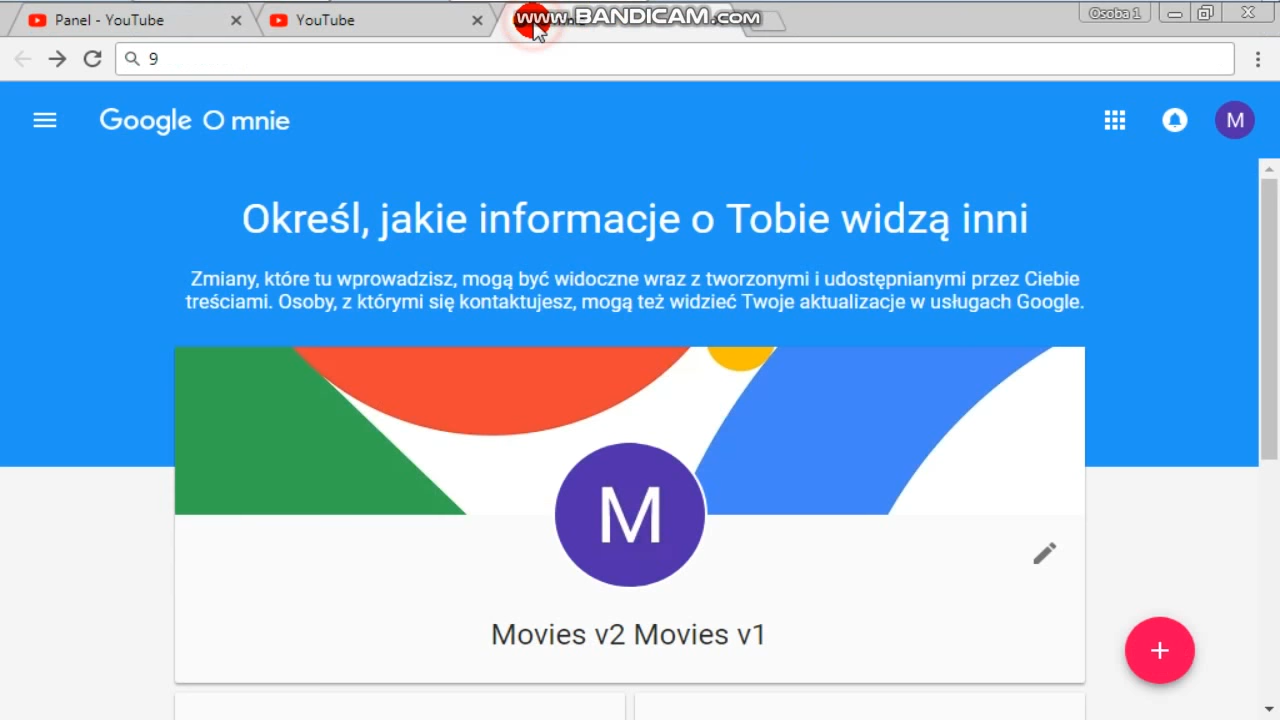 Panel - YouTube
YouTube
www.BANDICAM.com
Osoba 1
9
Google O mnie
M
Określ, jakie informacje o Tobie widzą inni
Zmiany, które tu wprowadzisz, mogą być widoczne wraz z tworzonymi i udostępnianymi przez Ciebie
treściami. Osoby, z którymi się kontaktujesz, mogą też widzieć Twoje aktualizacje w usługach Google.
M
Movies v2 Movies v1